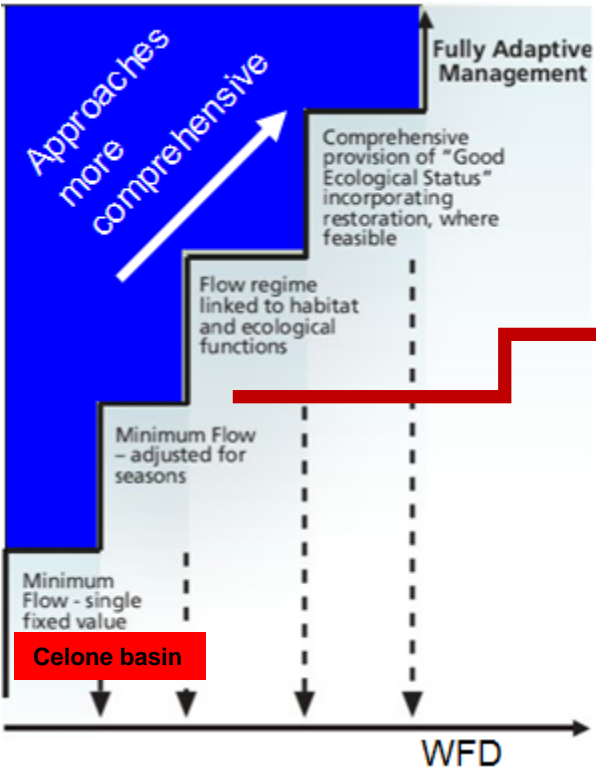 Approaches
more
comprehensive
Fully Adaptive
Management
Comprehensive
provision of “Good
Ecological Status”
incorporating
restoration, where
feasible
Flow regime
linked to habitat
and ecological
functions
Minimum Flow
– adjusted for
seasons
Minimum
Flow - single
fixed value
Celone basin
WFD